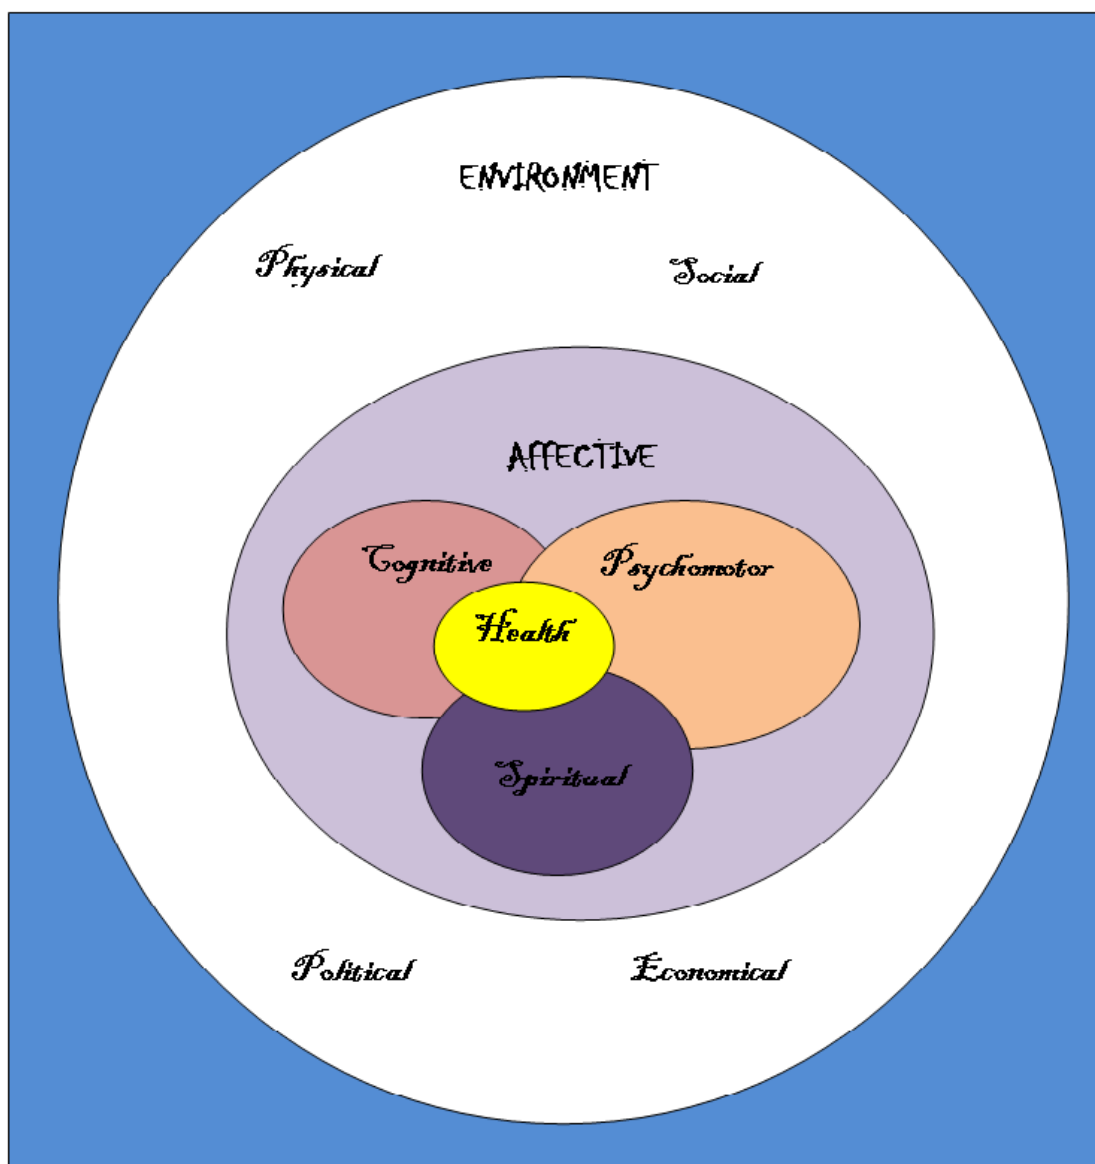 ENVIRONMENT
Physical
Social
AFFECTIVE
Cognitive
Psychomotor
Health
Spiritual
Political
Economical